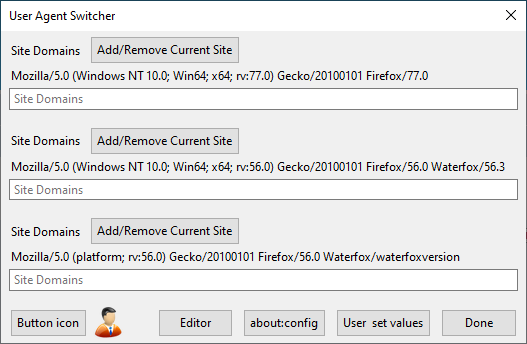 User Agent Switcher
Site Domains Add/Remove Current Site
Mozilla/5.0 (Windows NT 10.0; Win64; x64; rv:77.0) Gecko/20100101 Firefox/77.0
Site Domains
Site Domains Add/Remove Current Site
Mozilla/5.0 (Windows NT 10.0; Win64; x64; rv:56.0) Gecko/20100101 Firefox/56.0 Waterfox/56.3
Site Domains
Site Domains Add/Remove Current Site
Mozilla/5.0 (platform; rv:56.0) Gecko/20100101 Firefox/56.0 Waterfox/waterfoxversion
Site Domains
Button icon Editor about:config User set values Done